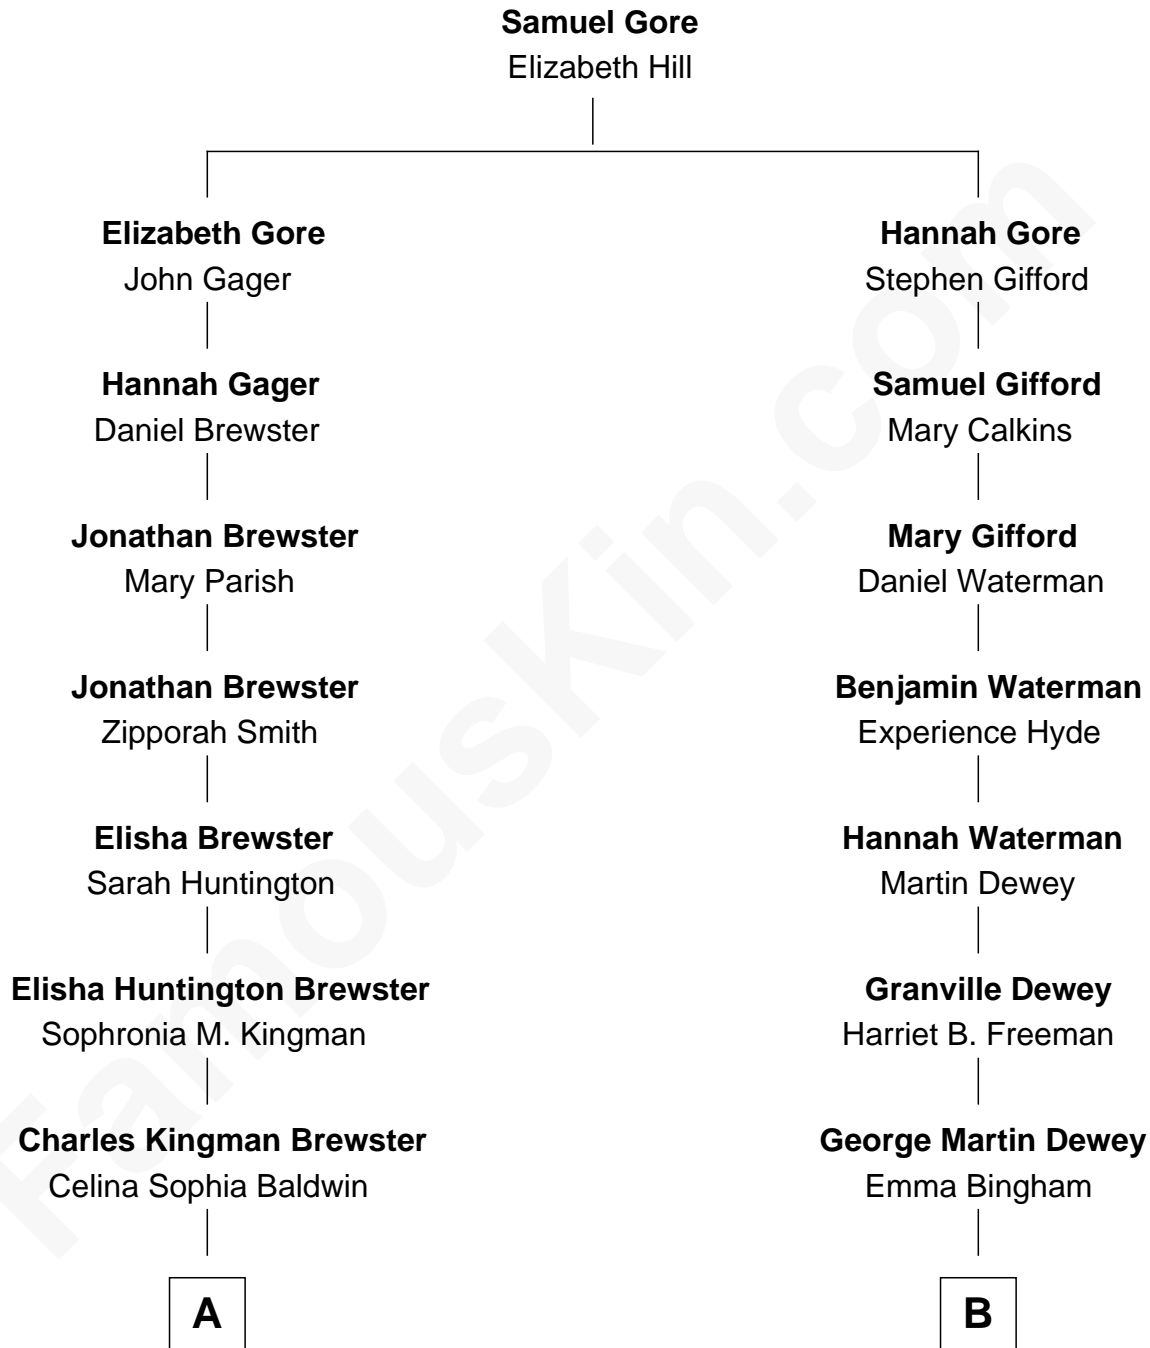 Samuel Gore
Elizabeth Hill
Elizabeth Gore
John Gager
Hannah Gore
Stephen Gifford
Hannah Gager
Daniel Brewster
Samuel Gifford
Mary Calkins
Jonathan Brewster
Mary Parish
Mary Gifford
Daniel Waterman
Jonathan Brewster
Zipporah Smith
Benjamin Waterman
Experience Hyde
Elisha Brewster
Sarah Huntington
Hannah Waterman
Martin Dewey
Elisha Huntington Brewster
Sophronia M. Kingman
Granville Dewey
Harriet B. Freeman
Charles Kingman Brewster
Celina Sophia Baldwin
George Martin Dewey
Emma Bingham
A
B
FamousKin.com